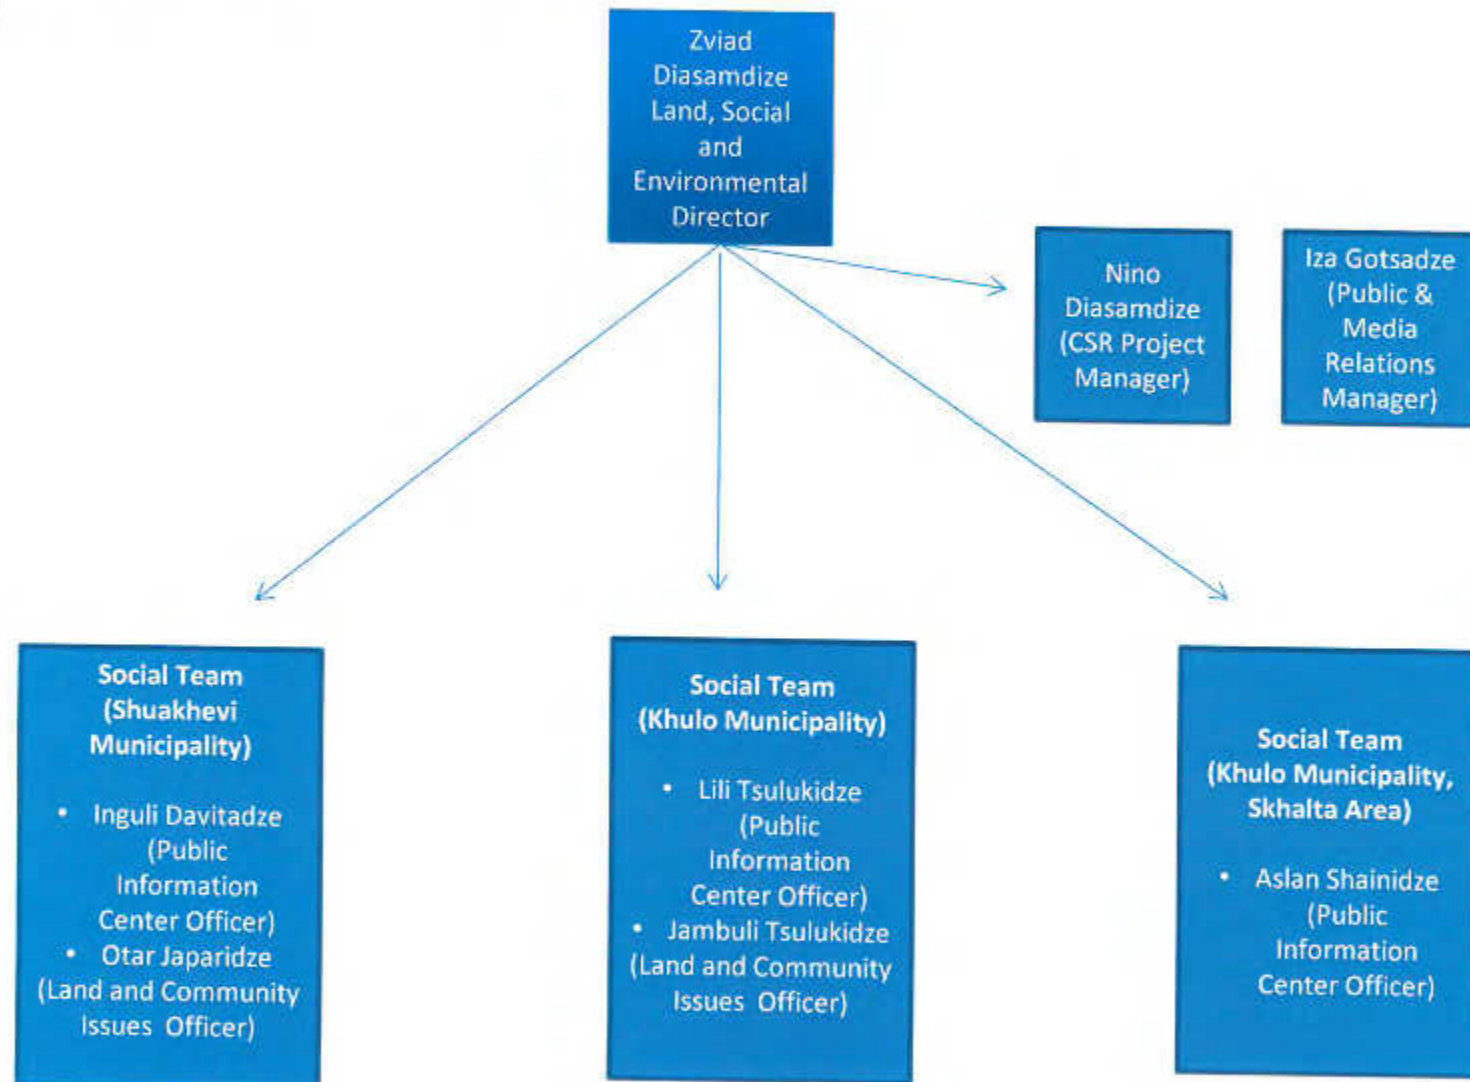 Zviad
Diasamdize
Land, Social
and
Environmental
Director
Nino
Diasamdize
(CSR Project
Manager)
Iza Gotsadze
(Public &
Media
Relations
Manager)
Social Team
(Shuakhevi
Municipality)
• Inguli Davitadze
(Public
Information
Center Officer)
• Otar Japaridze
(Land and Community
Issues Officer)
Social Team
(Khulo Municipality)
• Lili Tsulukidze
(Public
Information
Center Officer)
• Jambuli Tsulukidze
(Land and Community
Issues Officer)
Social Team
(Khulo Municipality,
Skhalta Area)
• Aslan Shainidze
(Public
Information
Center Officer)